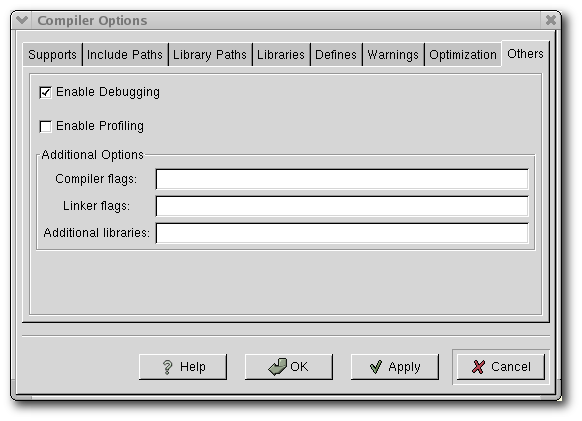 Compiler Options
Supports Include Paths Library Paths Libraries Defines Warnings Optimization Others
Enable Debugging
Enable Profiling
Additional Options
Compiler flags:
Linker flags:
Additional libraries:
Help OK Apply Cancel